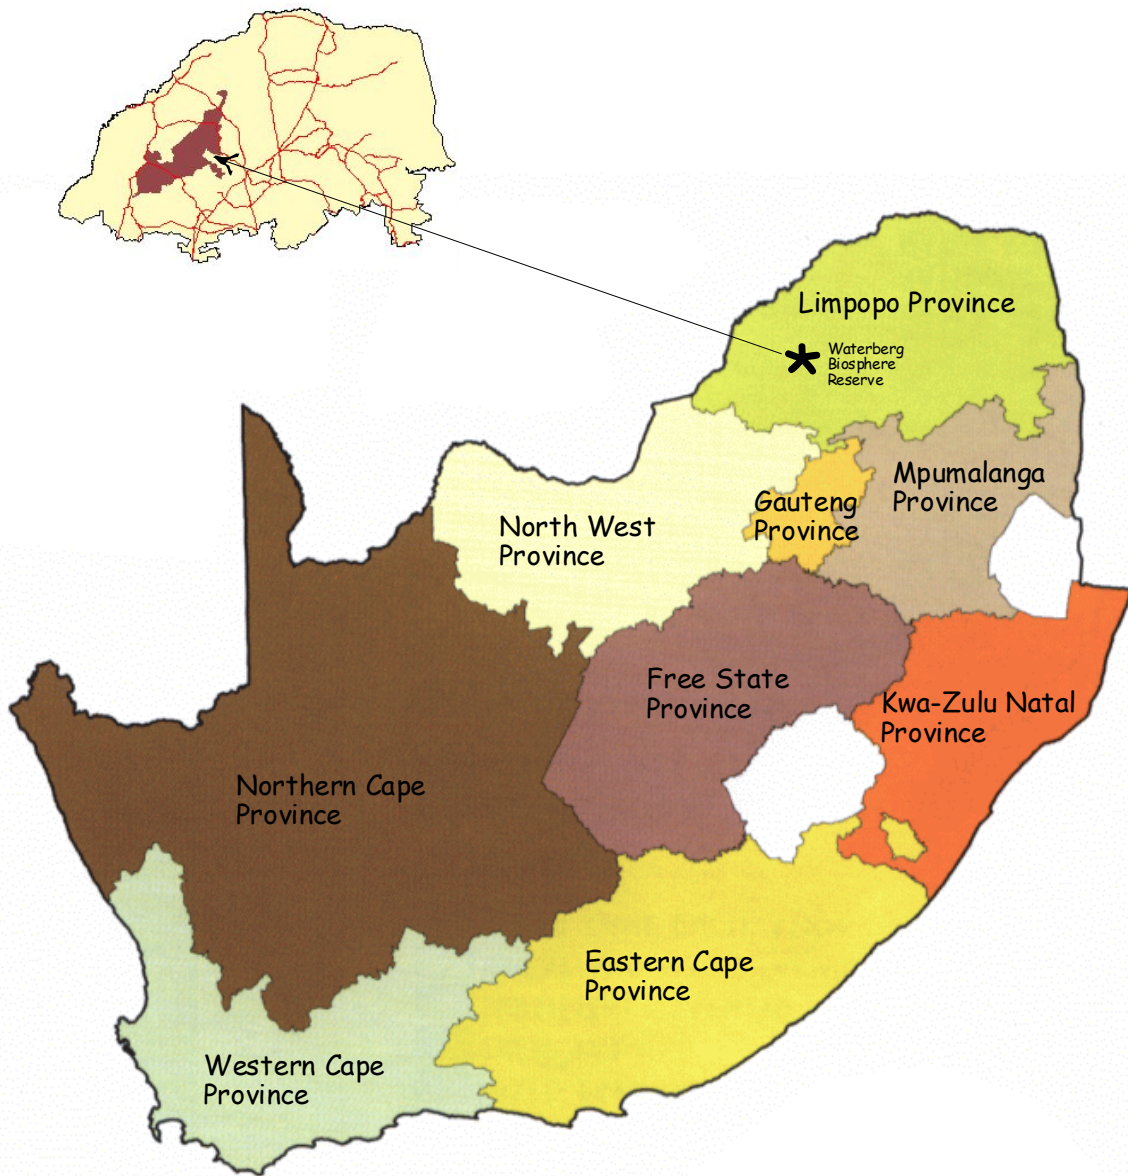 Limpopo Province
Waterberg
Biosphere
Reserve
Mpumalanga
Province
Gauteng
Province
North West
Province
Free State
Province
Kwa-Zulu Natal
Province
Northern Cape
Province
Eastern Cape
Province
Western Cape
Province